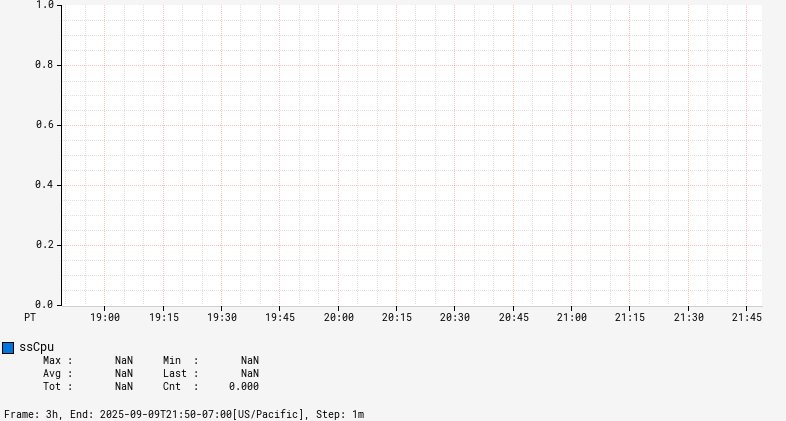 1.0
0.8
0.6
0.4
0.2
0.0
PT 19:00 19:15 19:30 19:45 20:00 20:15 20:30 20:45 21:00 21:15 21:30 21:45
ssCpu
Max : NaN Min : NaN
Avg : NaN Last : NaN
Tot : NaN Cnt : 0.000
Frame: 3h, End: 2025-09-09T21:50-07:00[US/Pacific], Step: 1m